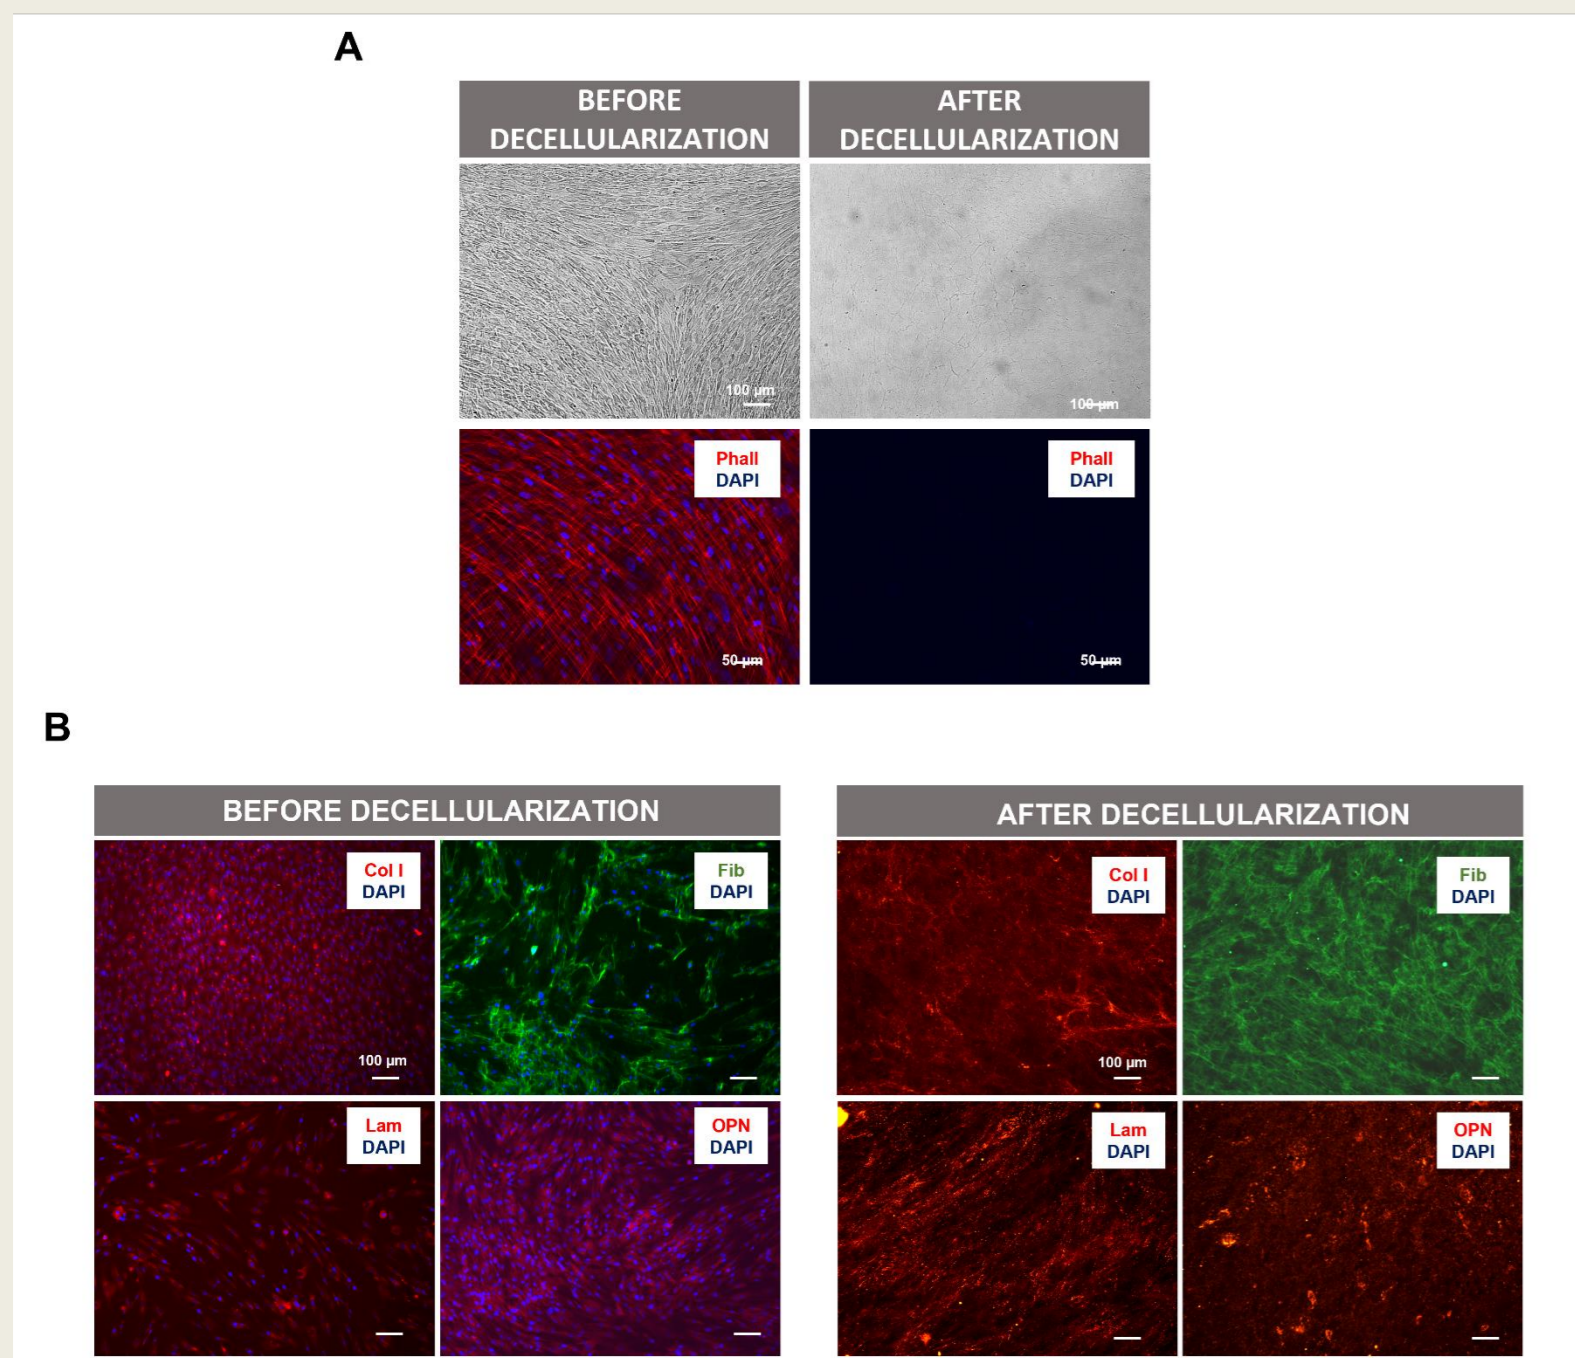 A
BEFORE
DECELLULARIZATION
AFTER
DECELLULARIZATION
100 µm
100 µm
Phall
DAPI
Phall
DAPI
50 µm
50 µm
B
BEFORE DECELLULARIZATION
AFTER DECELLULARIZATION
Col I
DAPI
Fib
DAPI
Col I
DAPI
Fib
DAPI
100 µm
100 µm
Lam
DAPI
OPN
DAPI
Lam
DAPI
OPN
DAPI